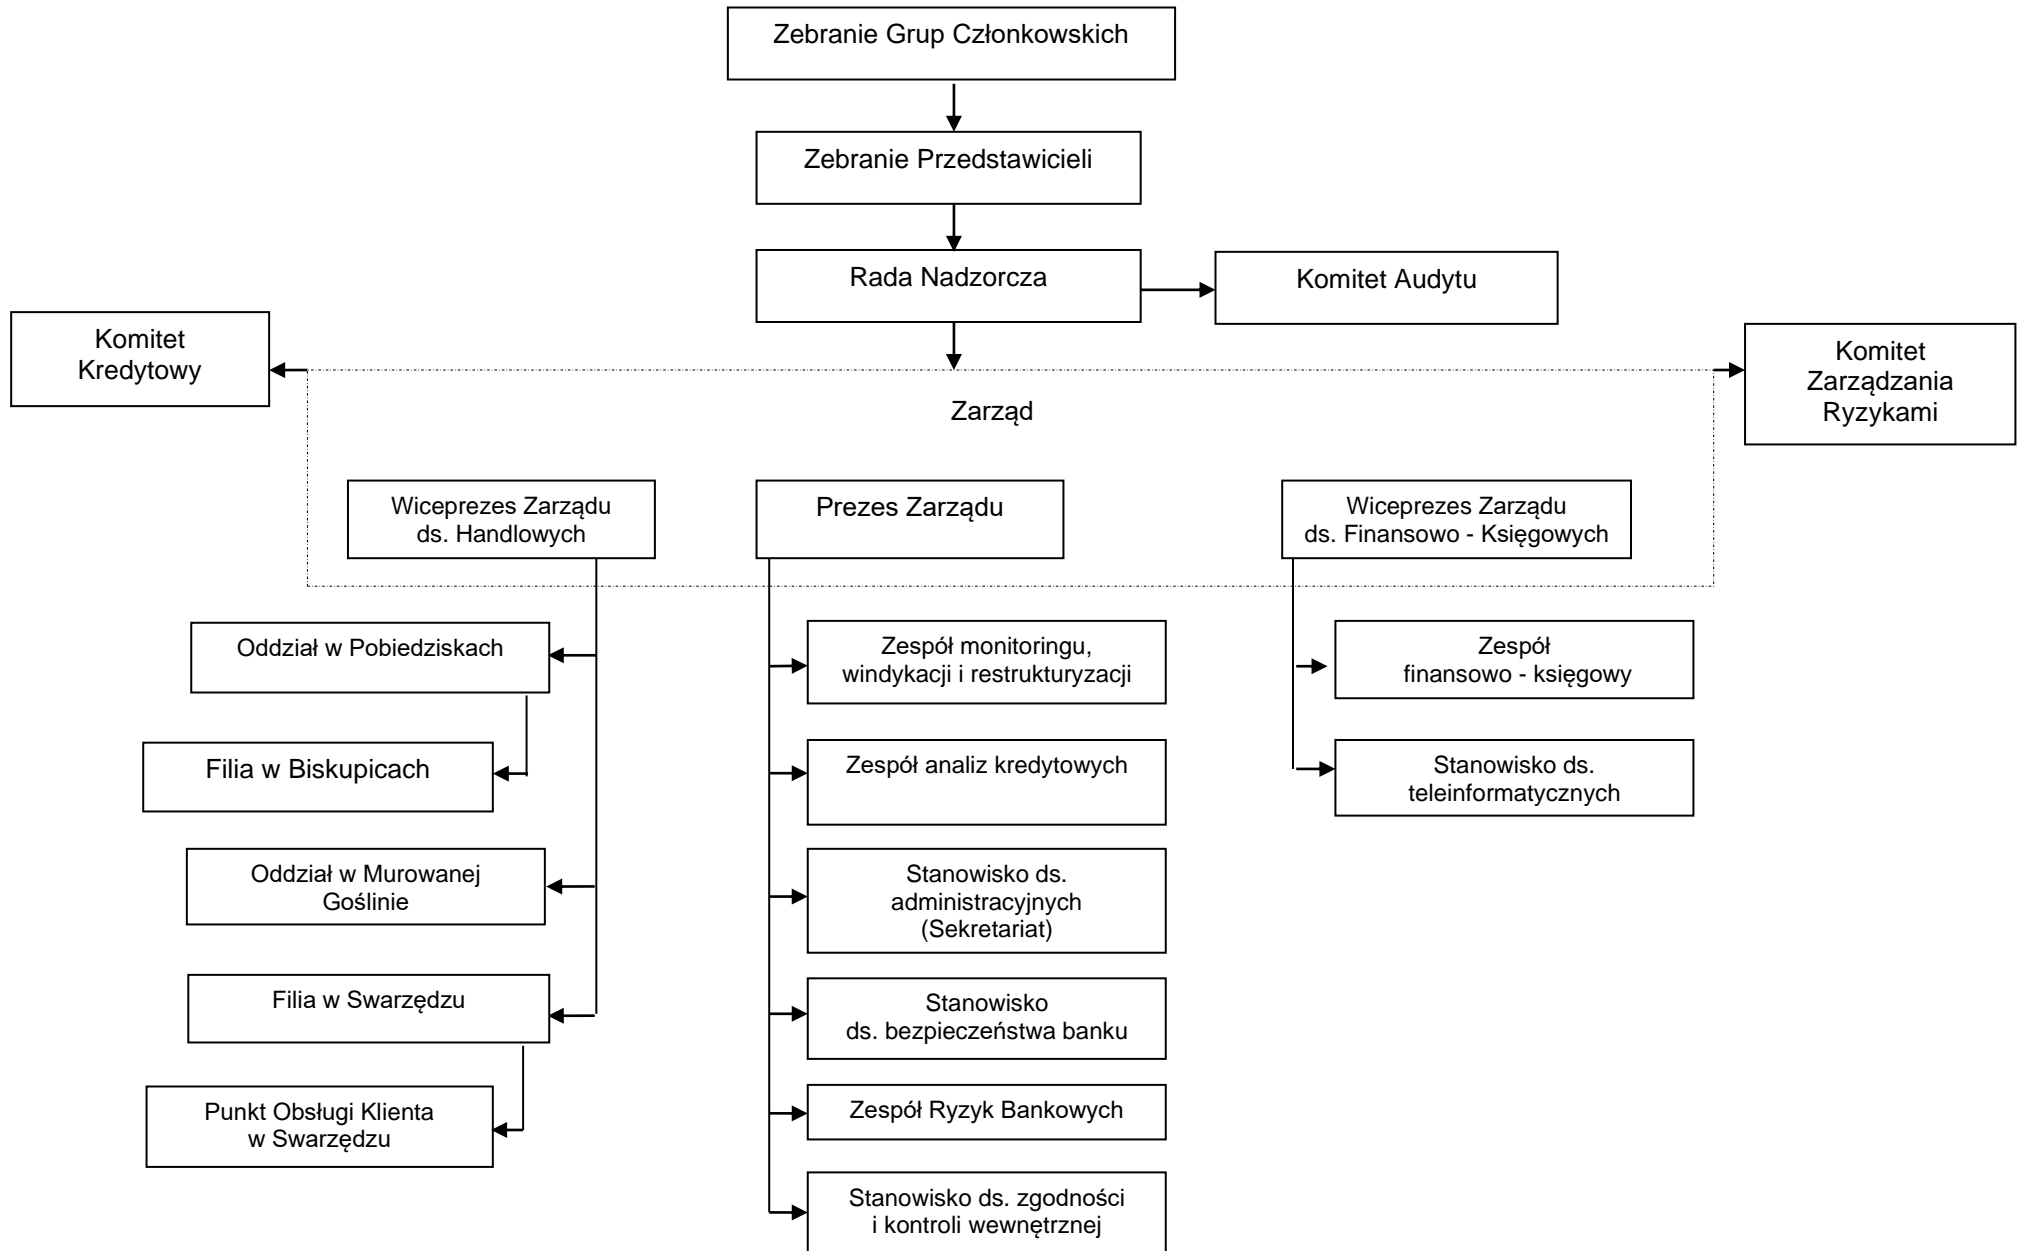 Zebranie Grup Członkowskich
Zebranie Przedstawicieli
Rada Nadzorcza
Komitet Audytu
Komitet
Kredytowy
Komitet
Zarządzania
Ryzykami
Zarząd
Wiceprezes Zarządu
ds. Handlowych
Prezes Zarządu
Wiceprezes Zarządu
ds. Finansowo - Księgowych
Oddział w Pobiedziskach
Filia w Biskupicach
Oddział w Murowanej
Goślinie
Filia w Swarzędzu
Punkt Obsługi Klienta
w Swarzędzu
Zespół monitoringu,
windykacji i restrukturyzacji
Zespół analiz kredytowych
Stanowisko ds.
administracyjnych
(Sekretariat)
Stanowisko
ds. bezpieczeństwa banku
Zespół Ryzyk Bankowych
Stanowisko ds. zgodności
i kontroli wewnętrznej
Zespół
finansowo - księgowy
Stanowisko ds.
teleinformatycznych